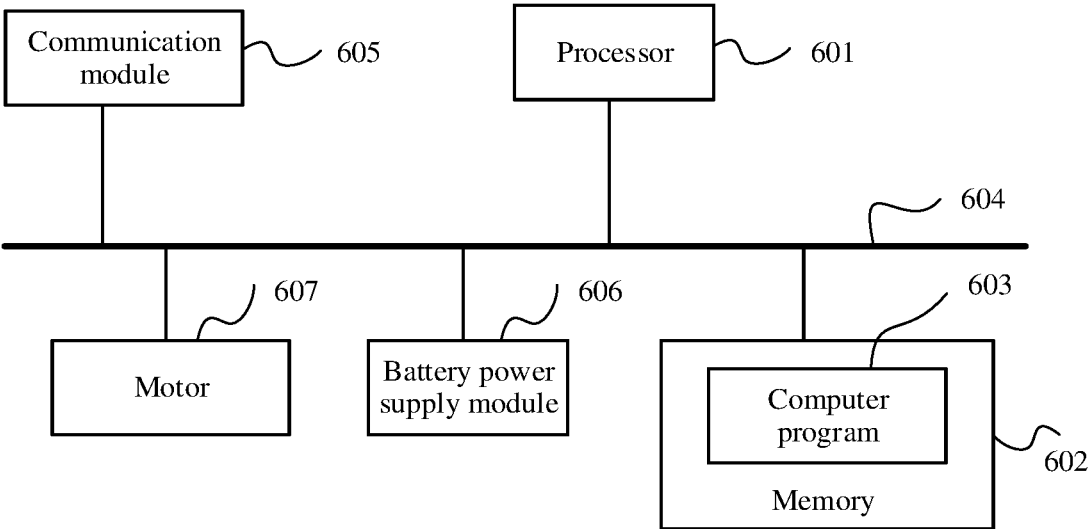 Communication
module
605
Processor
601
604
607
606
603
Motor
Battery power
supply module
Computer
program
602
Memory